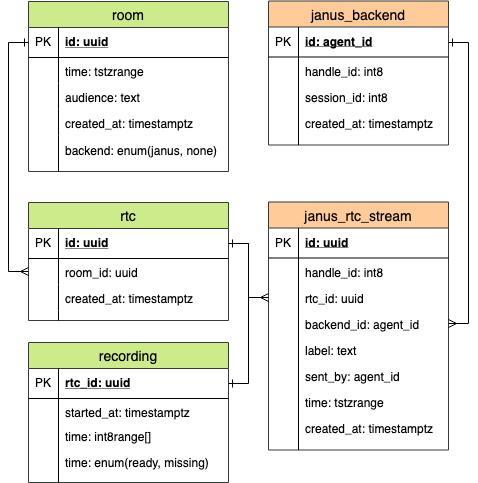 room
PK id: uuid
time: tstzrange
audience: text
created_at: timestamptz
backend: enum(janus, none)
janus_backend
PK id: agent_id
handle_id: int8
session_id: int8
created_at: timestamptz
rtc
PK id: uuid
room_id: uuid
created_at: timestamptz
janus_rtc_stream
PK id: uuid
handle_id: int8
rtc_id: uuid
backend_id: agent_id
label: text
sent_by: agent_id
time: tstzrange
created_at: timestamptz
recording
PK rtc_id: uuid
started_at: timestamptz
time: int8range[]
time: enum(ready, missing)